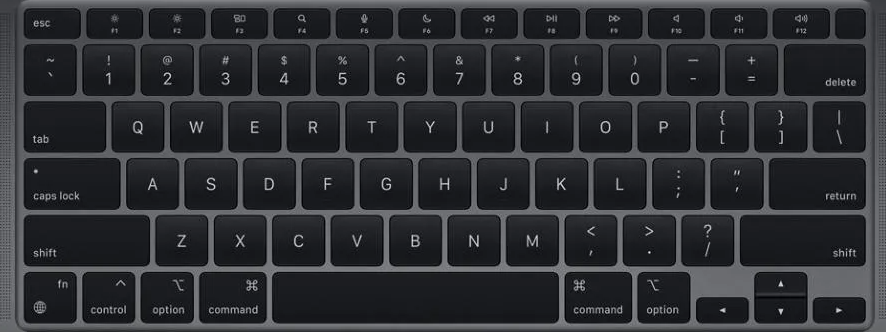 esc F1 F2 F3 F4 F5 F6 F7 F8 F9 F10 F11 F12
~ ! @ # $ % ^ & * ( ) — +
` 1 2 3 4 5 6 7 8 9 0 - = delete
tab Q W E R T Y U I O P { } |
[ ] \
caps lock A S D F G H J K L : "
; ' return
shift Z X C V B N M < > ?
, . / shift
fn ^ ⌥ ⌘ ⌘ ⌥
control option command command option